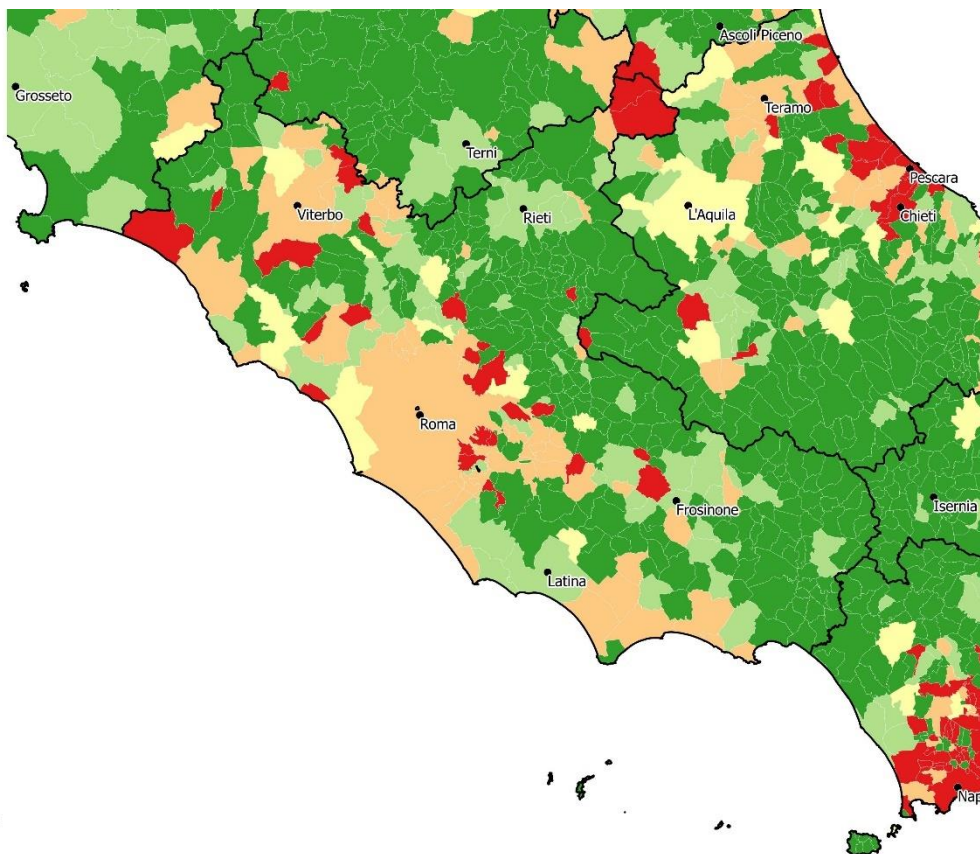 Ascoli Piceno
Grosseto
Teramo
Terni
Pescara
Viterbo
Rieti
L'Aquila
Chieti
Roma
Frosinone
Isernia
Latina
Nap